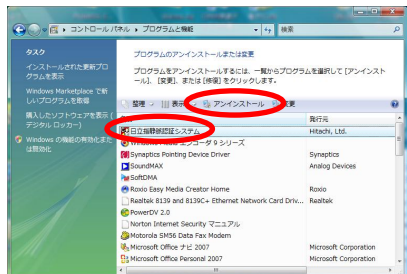 コントロール パネル ▸ プログラムと機能
検索
タスク
インストールされた更新プログラムを表示
Windows Marketplace で新しいプログラムを取得
購入したソフトウェアを表示 (デジタル ロッカー)
Windows の機能の有効化または無効化
プログラムのアンインストールまたは変更
プログラムをアンインストールするには、一覧からプログラムを選択して [アンインストール]、[変更]、または [修復] をクリックします。
整理 表示 アンインストール 変更
発行元
日立指静脈認証システム Hitachi, Ltd.
エンコーダ 9 シリーズ
Synaptics Pointing Device Driver Synaptics
SoundMAX Analog Devices
SoftDMA
Roxio Easy Media Creator Home Roxio
Realtek 8139 and 8139C+ Ethernet Network Card Driv... Realtek
PowerDV 2.0
Norton Internet Security マニュアル
Motorola SM56 Data Fax Modem
Microsoft Office ナビ 2007 Microsoft Corporation
Microsoft Office Personal 2007 Microsoft Corporation